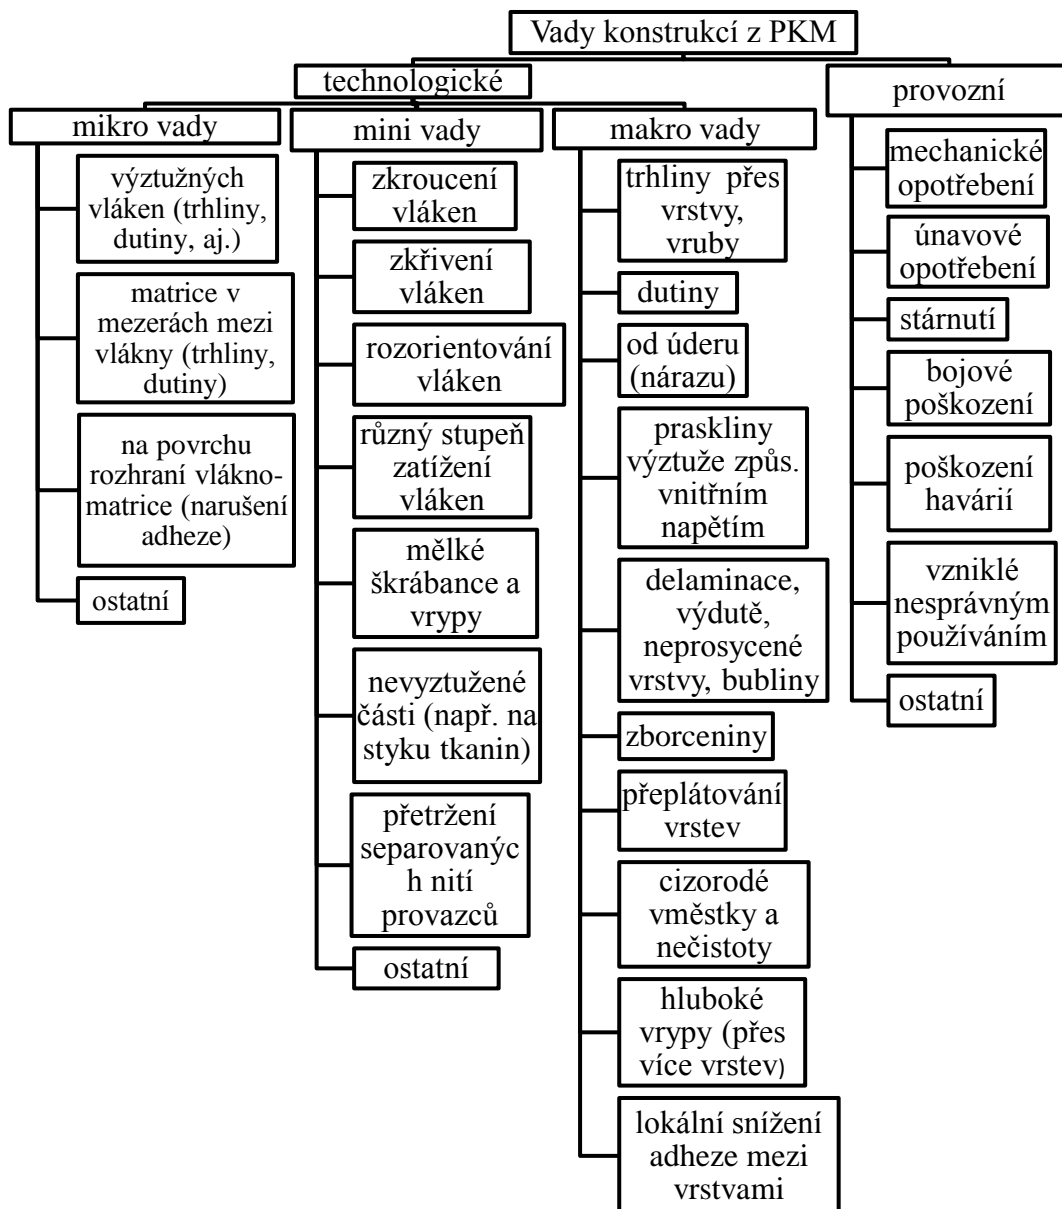 Vady konstrukcí z PKM
technologické
provozní
mikro vady
mini vady
makro vady
výztužných
vláken (trhliny,
dutiny, aj.)
matrice v
mezerách mezi
vlákny (trhliny,
dutiny)
na povrchu
rozhraní vlákno-
matrice (narušení
adheze)
ostatní
zkroucení
vláken
zkřivení
vláken
rozorientování
vláken
různý stupeň
zatížení
vláken
mělké
škrábance a
vrypy
nevyztužené
části (např. na
styku tkanin)
přetržení
separovanýc
h nití
provazců
ostatní
trhliny přes
vrstvy,
vruby
dutiny
od úderu
(nárazu)
praskliny
výztuže způs.
vnitřním
napětím
delaminace,
výdutě,
neprosycené
vrstvy, bubliny
zborceniny
přeplátování
vrstev
cizorodé
vměstky a
nečistoty
hluboké
vrypy (přes
více vrstev)
lokální snížení
adheze mezi
vrstvami
mechanické
opotřebení
únavové
opotřebení
stárnutí
bojové
poškození
poškození
havárií
vzniklé
nesprávným
používáním
ostatní